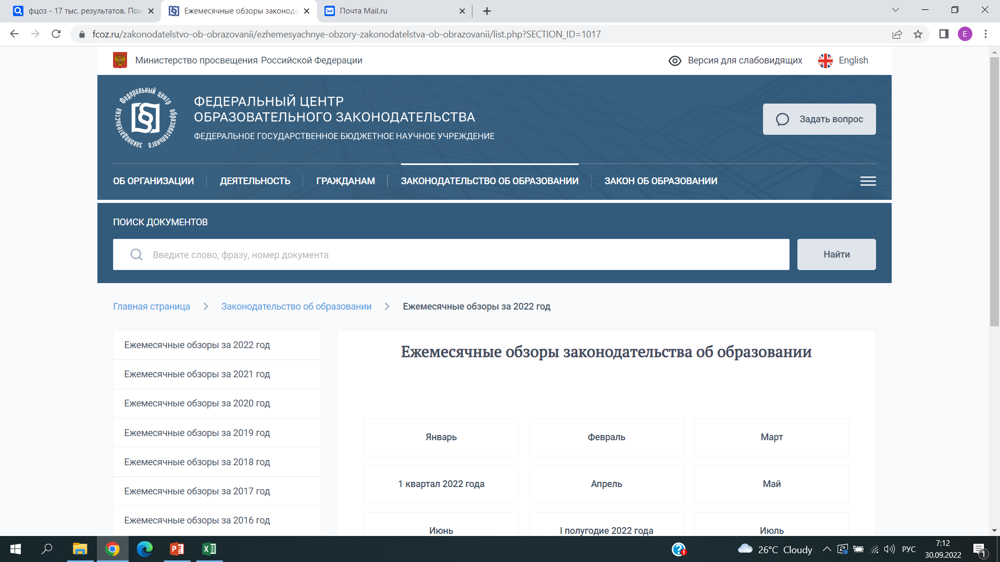 фцоз - 17 тыс. результатов. Пои
Ежемесячные обзоры законода
Почта Mail.ru
fcoz.ru/zakonodatelstvo-ob-obrazovanii/ezhemesyachnye-obzory-zakonodatelstva-ob-obrazovanii/list.php?SECTION_ID=1017
E
Министерство просвещения Российской Федерации
Версия для слабовидящих
English
Федеральный центр образовательного законодательства
ФЕДЕРАЛЬНЫЙ ЦЕНТР
ОБРАЗОВАТЕЛЬНОГО ЗАКОНОДАТЕЛЬСТВА
ФЕДЕРАЛЬНОЕ ГОСУДАРСТВЕННОЕ БЮДЖЕТНОЕ НАУЧНОЕ УЧРЕЖДЕНИЕ
Задать вопрос
ОБ ОРГАНИЗАЦИИ
ДЕЯТЕЛЬНОСТЬ
ГРАЖДАНАМ
ЗАКОНОДАТЕЛЬСТВО ОБ ОБРАЗОВАНИИ
ЗАКОН ОБ ОБРАЗОВАНИИ
ПОИСК ДОКУМЕНТОВ
Введите слово, фразу, номер документа
Найти
Главная страница
Законодательство об образовании
Ежемесячные обзоры за 2022 год
Ежемесячные обзоры за 2022 год
Ежемесячные обзоры за 2021 год
Ежемесячные обзоры за 2020 год
Ежемесячные обзоры за 2019 год
Ежемесячные обзоры за 2018 год
Ежемесячные обзоры за 2017 год
Ежемесячные обзоры за 2016 год
Ежемесячные обзоры законодательства об образовании
Январь
Февраль
Март
1 квартал 2022 года
Апрель
Май
Июнь
I полугодие 2022 года
Июль
26°C Cloudy
РУС
7:12
30.09.2022
1